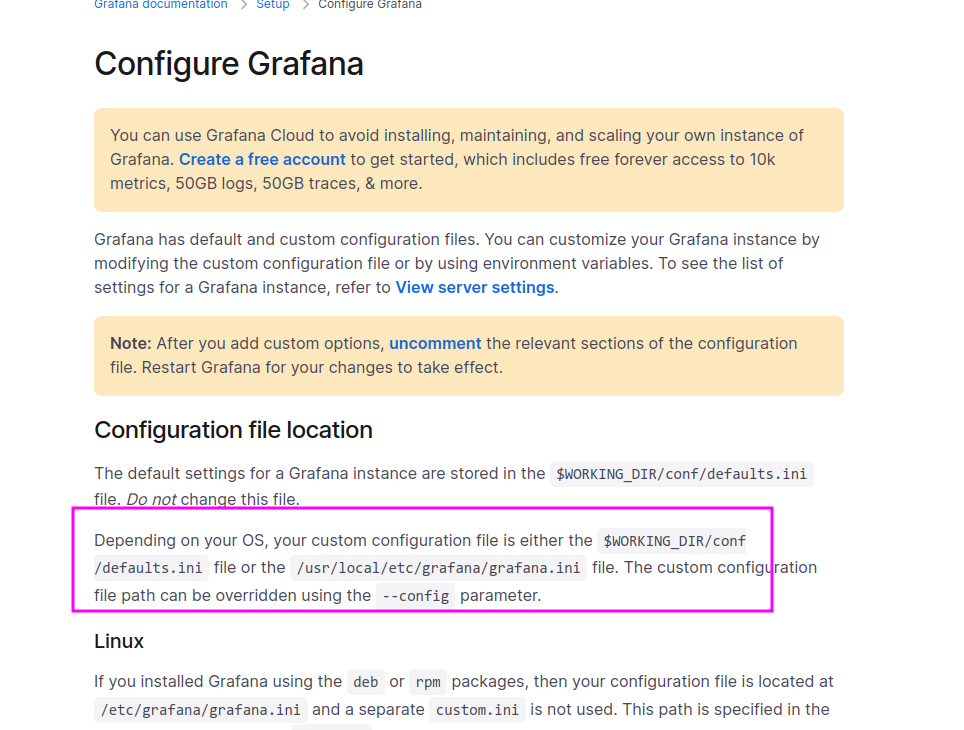 Grafana documentation > Setup > Configure Grafana
Configure Grafana
You can use Grafana Cloud to avoid installing, maintaining, and scaling your own instance of
Grafana. Create a free account to get started, which includes free forever access to 10k
metrics, 50GB logs, 50GB traces, & more.
Grafana has default and custom configuration files. You can customize your Grafana instance by
modifying the custom configuration file or by using environment variables. To see the list of
settings for a Grafana instance, refer to View server settings.
Note: After you add custom options, uncomment the relevant sections of the configuration
file. Restart Grafana for your changes to take effect.
Configuration file location
The default settings for a Grafana instance are stored in the $WORKING_DIR/conf/defaults.ini
file. Do not change this file.
Depending on your OS, your custom configuration file is either the $WORKING_DIR/conf
/defaults.ini file or the /usr/local/etc/grafana/grafana.ini file. The custom configuration
file path can be overridden using the --config parameter.
Linux
If you installed Grafana using the deb or rpm packages, then your configuration file is located at
/etc/grafana/grafana.ini and a separate custom.ini is not used. This path is specified in the